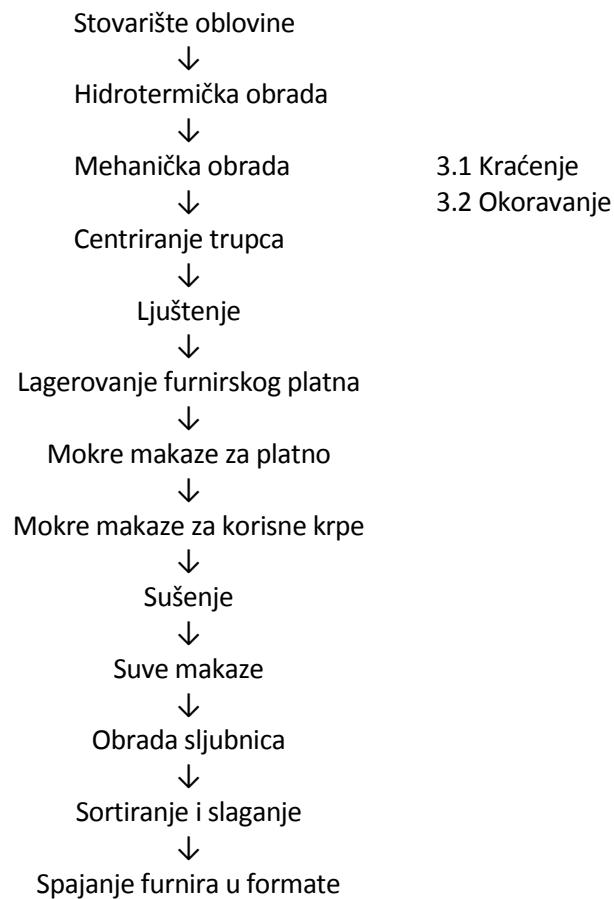 Stovarište oblovine
↓
Hidrotermička obrada
↓
Mehanička obrada 3.1 Kraćenje
↓ 3.2 Okoravanje
Centriranje trupca
↓
Ljuštenje
↓
Lagerovanje furnirskog platna
↓
Mokre makaze za platno
↓
Mokre makaze za korisne krpe
↓
Sušenje
↓
Suve makaze
↓
Obrada sljubnica
↓
Sortiranje i slaganje
↓
Spajanje furnira u formate